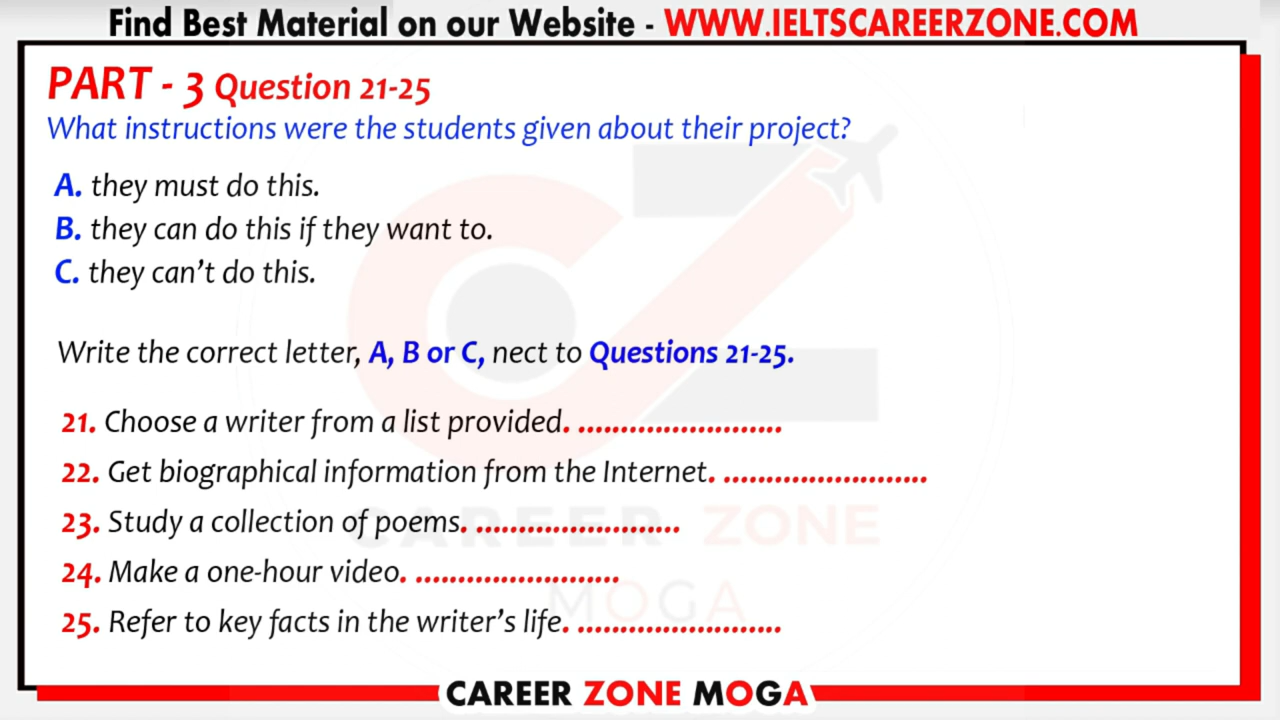 Find Best Material on our Website - WWW.IELTSCAREERZONE.COM
PART - 3 Question 21-25
What instructions were the students given about their project?
A. they must do this.
B. they can do this if they want to.
C. they can't do this.
Write the correct letter, A, B or C, nect to Questions 21-25.
21. Choose a writer from a list provided. ........................
22. Get biographical information from the Internet. ........................
23. Study a collection of poems. ........................
CAREER ZONE
24. Make a one-hour video. ........................
MOGA
25. Refer to key facts in the writer's life. ........................
CAREER ZONE MOGA